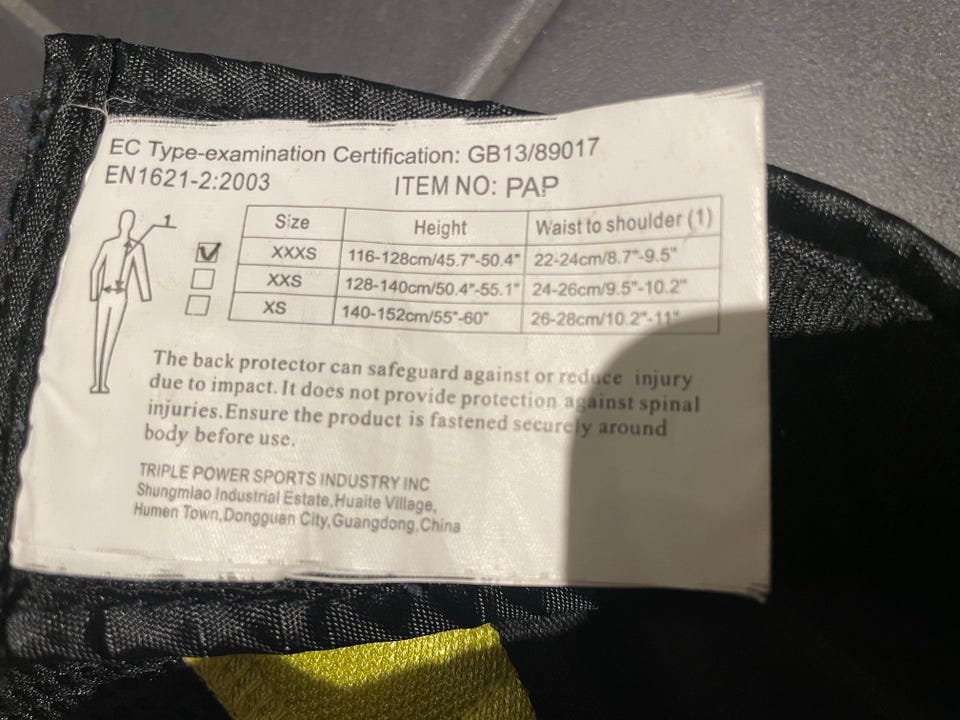 EC Type-examination Certification: GB13/89017
EN1621-2:2003 ITEM NO: PAP
1
Size Height Waist to shoulder (1)
XXXS 116-128cm/45.7"-50.4" 22-24cm/8.7"-9.5"
XXS 128-140cm/50.4"-55.1" 24-26cm/9.5"-10.2"
XS 140-152cm/55"-60" 26-28cm/10.2"-11"
The back protector can safeguard against or reduce injury
due to impact.It does not provide protection against spinal
injuries.Ensure the product is fastened securely around
body before use.
TRIPLE POWER SPORTS INDUSTRY INC
Shungmiao Industrial Estate,Huaite Village,
Humen Town,Dongguan City,Guangdong,China